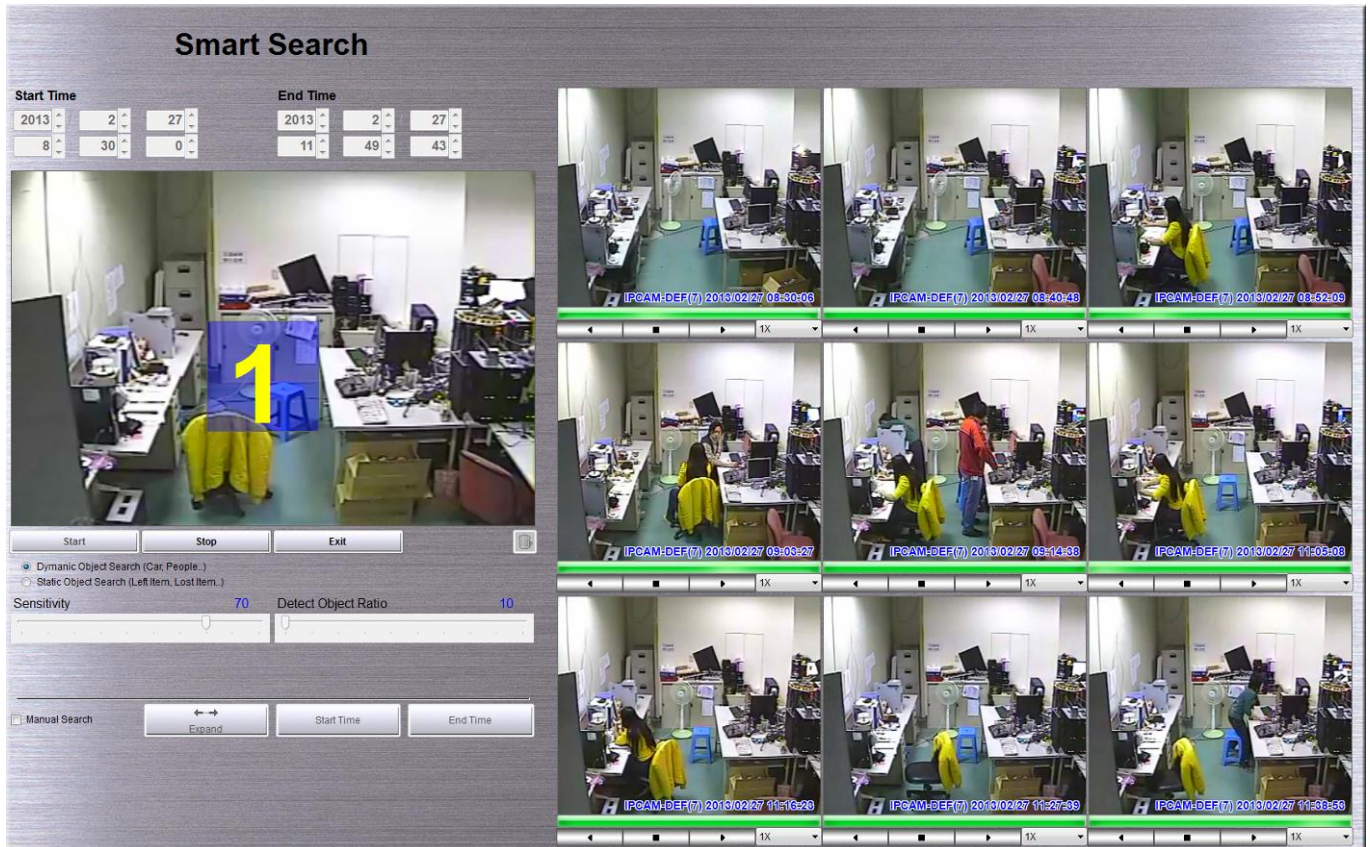 Smart Search
Start Time
End Time
2013 / 2 / 27
2013 / 2 / 27
8 : 30 : 0
11 : 49 : 43
1
Start
Stop
Exit
Dymanic Object Search (Car, People..)
Static Object Search (Left Item, Lost Item..)
Sensitivity 70
Detect Object Ratio 10
Manual Search
Expand
Start Time
End Time
IPCAM-DEF(7) 2013/02/27 08-30-06
IPCAM-DEF(7) 2013/02/27 08-40-48
IPCAM-DEF(7) 2013/02/27 08-52-09
1X
1X
1X
IPCAM-DEF(7) 2013/02/27 09-03-27
IPCAM-DEF(7) 2013/02/27 09-14-38
IPCAM-DEF(7) 2013/02/27 11-05-08
1X
1X
1X
IPCAM-DEF(7) 2013/02/27 11-16-23
IPCAM-DEF(7) 2013/02/27 11-27-39
IPCAM-DEF(7) 2013/02/27 11-38-53
1X
1X
1X